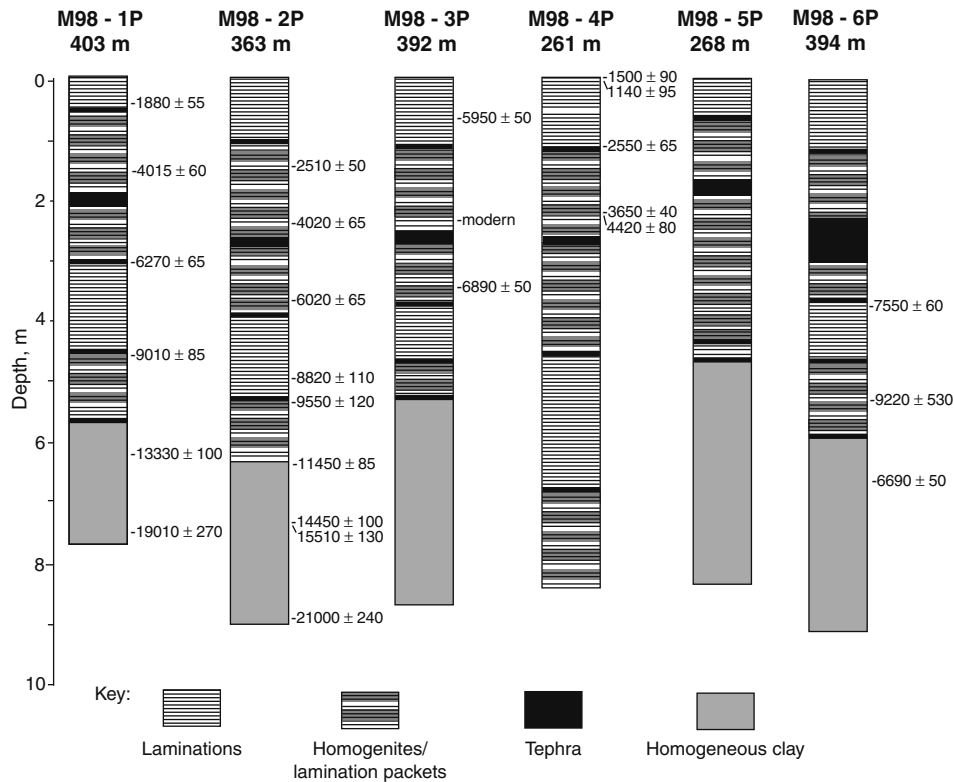 M98 - 1P M98 - 2P M98 - 3P M98 - 4P M98 - 5P M98 - 6P
403 m 363 m 392 m 261 m 268 m 394 m
Depth, m
0
2
4
6
8
10
-1880 ± 55
-4015 ± 60
-6270 ± 65
-9010 ± 85
-13330 ± 100
-19010 ± 270
-2510 ± 50
-4020 ± 65
-6020 ± 65
-8820 ± 110
-9550 ± 120
-11450 ± 85
-14450 ± 100
15510 ± 130
-21000 ± 240
-5950 ± 50
-modern
-6890 ± 50
-1500 ± 90
1140 ± 95
-2550 ± 65
-3650 ± 40
4420 ± 80
-7550 ± 60
-9220 ± 530
-6690 ± 50
Key:
Laminations
Homogenites/
lamination packets
Tephra
Homogeneous clay